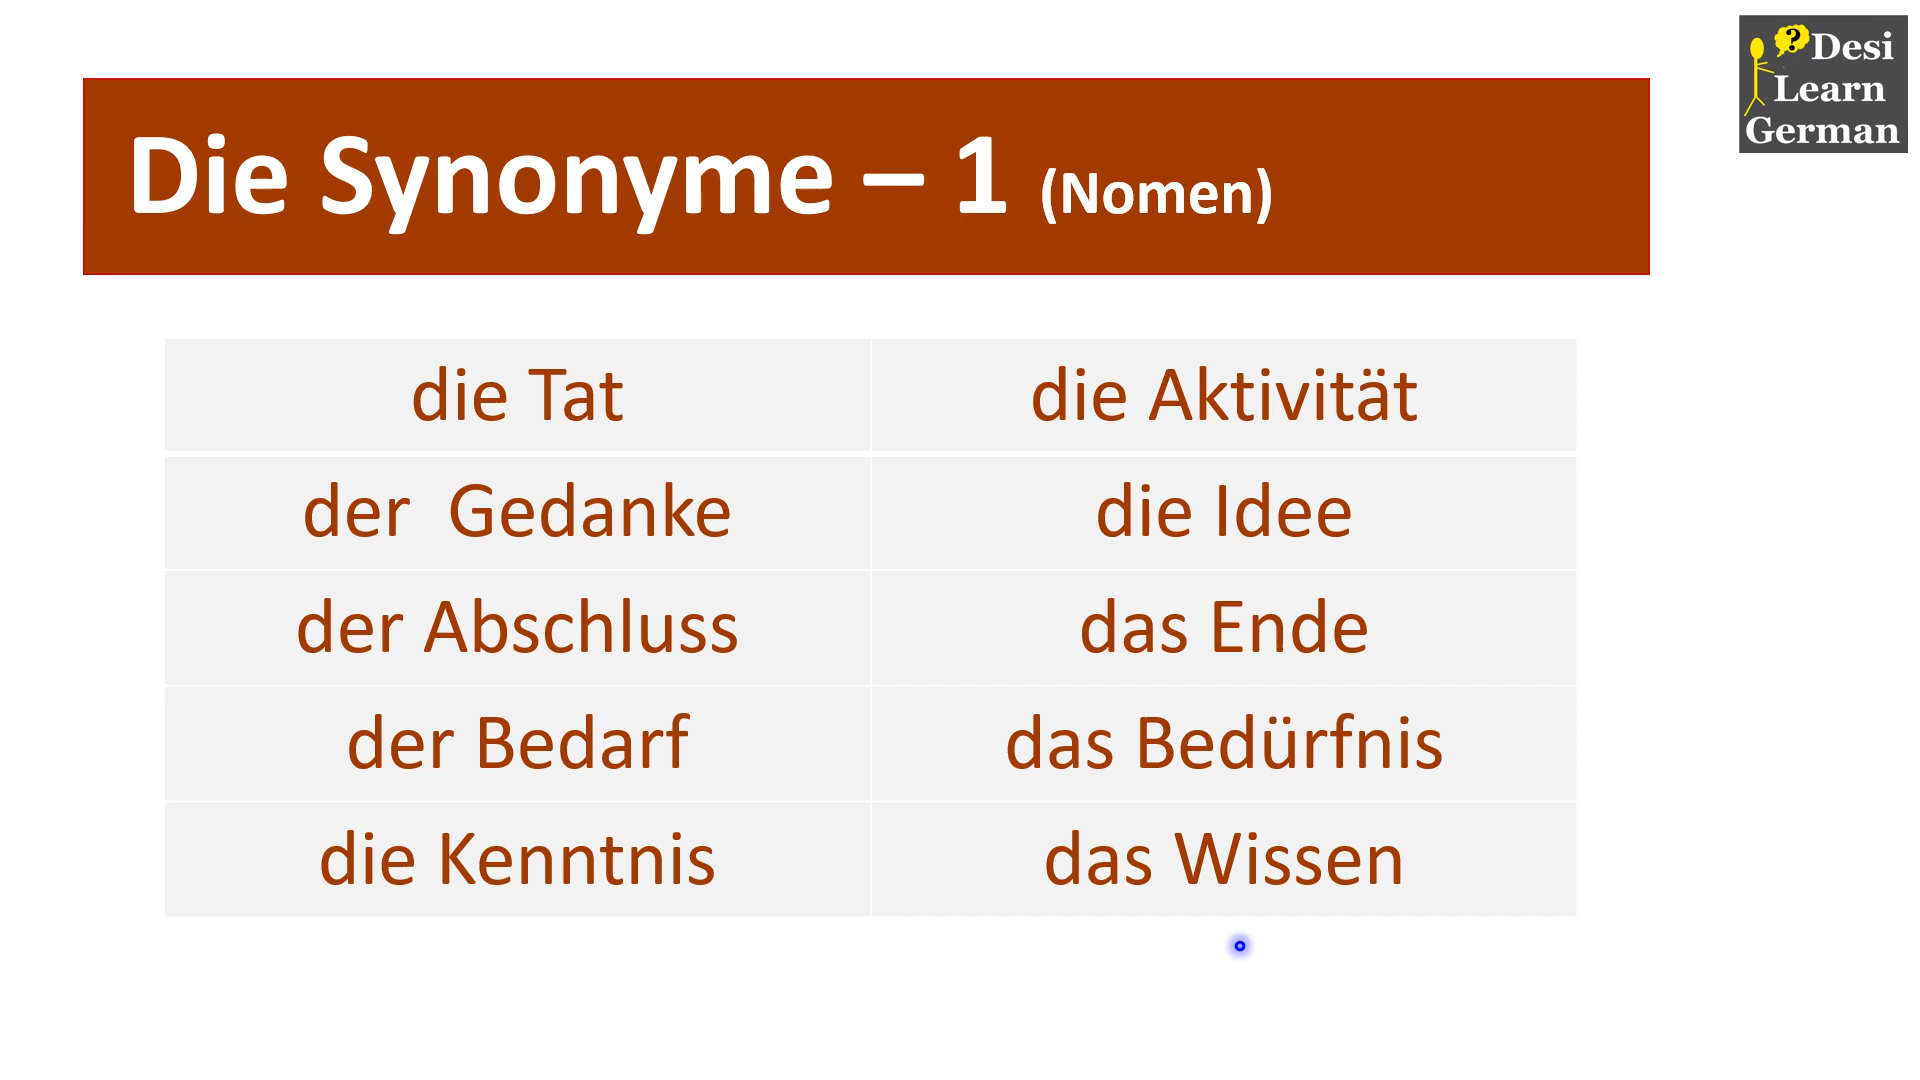 Die Synonyme – 1 (Nomen)
?
Desi
Learn
German
die Tat die Aktivität
der Gedanke die Idee
der Abschluss das Ende
der Bedarf das Bedürfnis
die Kenntnis das Wissen